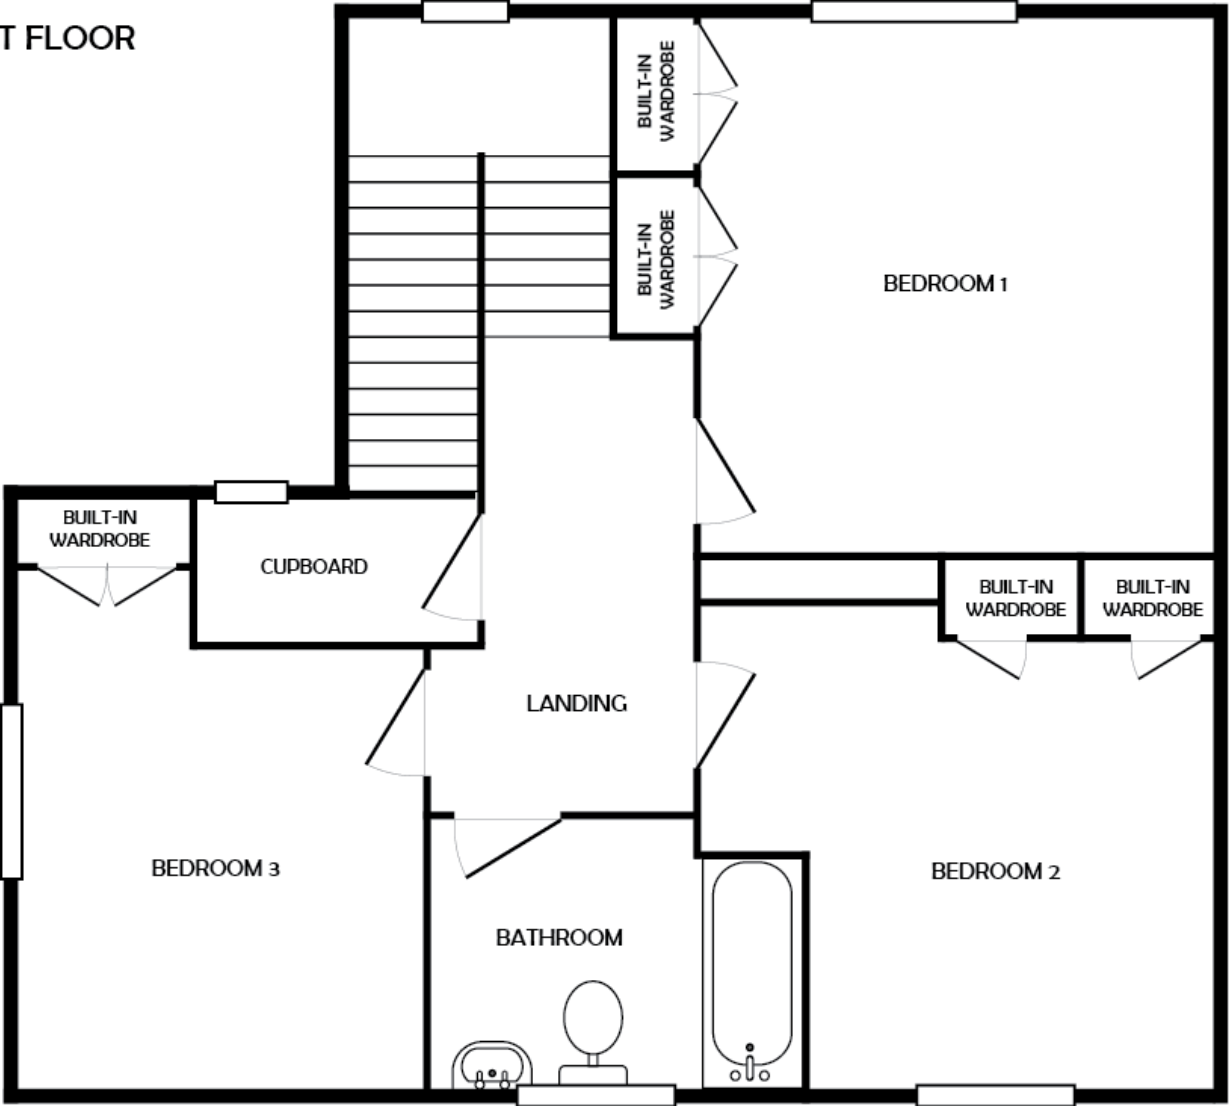 T FLOOR
BUILT-IN
WARDROBE
BUILT-IN
WARDROBE
BEDROOM 1
BUILT-IN
WARDROBE
CUPBOARD
BUILT-IN
WARDROBE
BUILT-IN
WARDROBE
LANDING
BEDROOM 3
BEDROOM 2
BATHROOM